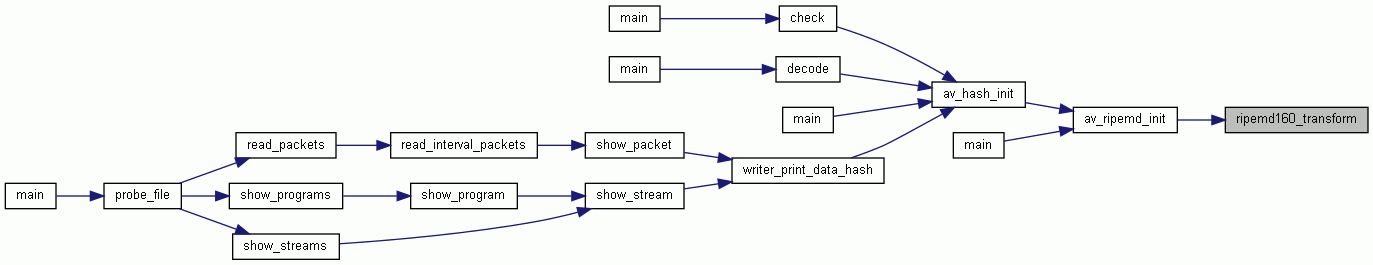 main
check
main
decode
av_hash_init
main
av_ripemd_init
ripemd160_transform
main
read_packets
read_interval_packets
show_packet
writer_print_data_hash
main
probe_file
show_programs
show_program
show_stream
show_streams